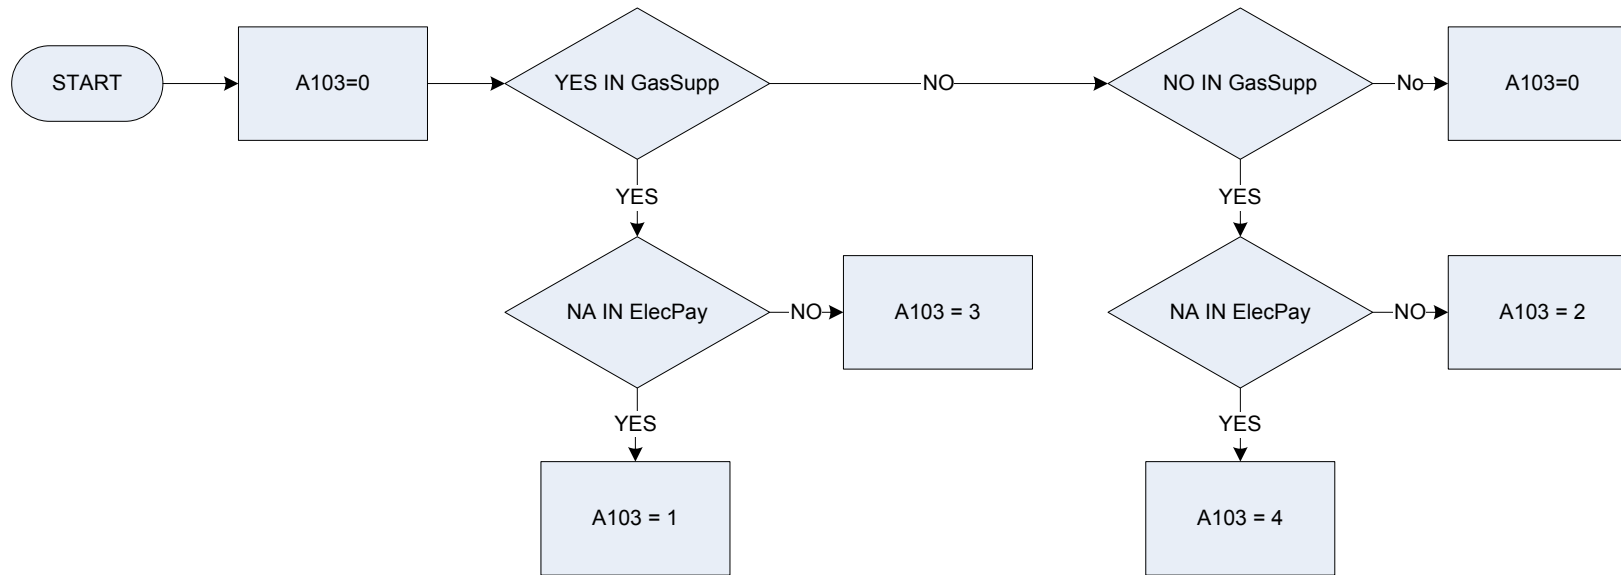 START
A103=0
YES IN GasSupp
NO
NO IN GasSupp
No
A103=0
YES
YES
NA IN ElecPay
NO
A103 = 3
NA IN ElecPay
NO
A103 = 2
YES
YES
A103 = 1
A103 = 4